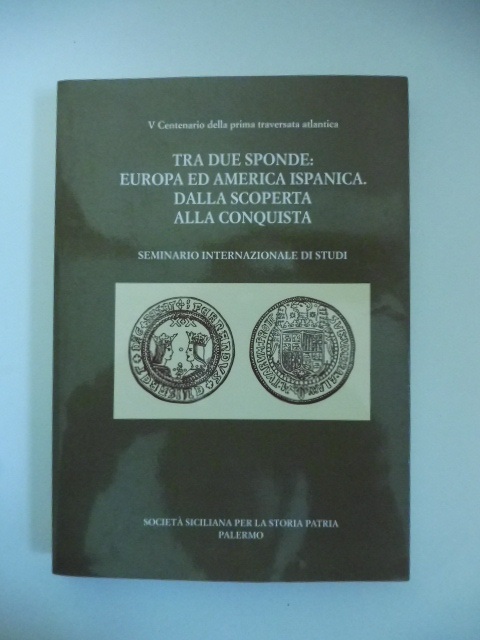 V Centenario della prima traversata atlantica
TRA DUE SPONDE:
EUROPA ED AMERICA ISPANICA.
DALLA SCOPERTA
ALLA CONQUISTA
SEMINARIO INTERNAZIONALE DI STUDI
SOCIETÀ SICILIANA PER LA STORIA PATRIA
PALERMO